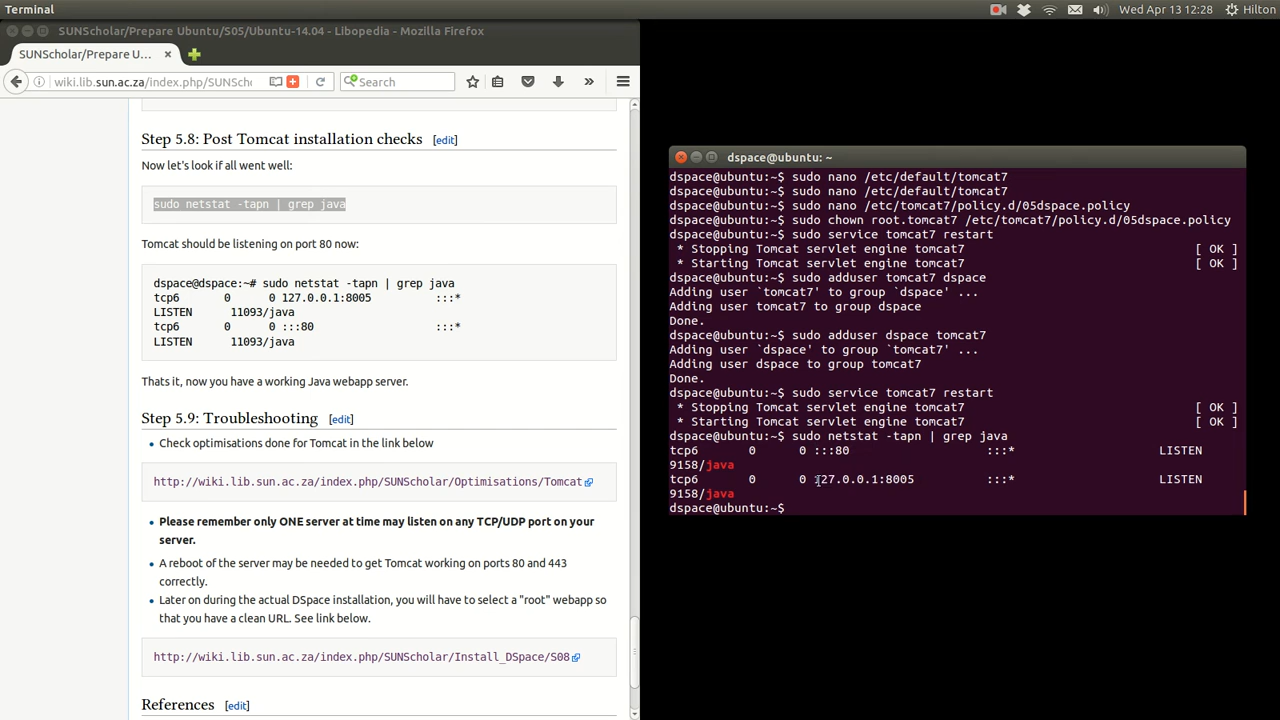 Terminal
Wed Apr 13 12:28
Hilton
SUNScholar/Prepare Ubuntu/S05/Ubuntu-14.04 - Libopedia - Mozilla Firefox
SUNScholar/Prepare U...
wiki.lib.sun.ac.za/index.php/SUNSch
Search
Step 5.8: Post Tomcat installation checks [edit]
Now let's look if all went well:
sudo netstat -tapn | grep java
Tomcat should be listening on port 80 now:
dspace@dspace:~# sudo netstat -tapn | grep java
tcp6 0 0 127.0.0.1:8005 :::*
LISTEN 11093/java
tcp6 0 0 :::80 :::*
LISTEN 11093/java
Thats it, now you have a working Java webapp server.
Step 5.9: Troubleshooting [edit]
Check optimisations done for Tomcat in the link below
http://wiki.lib.sun.ac.za/index.php/SUNScholar/Optimisations/Tomcat
Please remember only ONE server at time may listen on any TCP/UDP port on your
server.
A reboot of the server may be needed to get Tomcat working on ports 80 and 443
correctly.
Later on during the actual DSpace installation, you will have to select a "root" webapp so
that you have a clean URL. See link below.
http://wiki.lib.sun.ac.za/index.php/SUNScholar/Install_DSpace/S08
References [edit]
dspace@ubuntu: ~
dspace@ubuntu:~$ sudo nano /etc/default/tomcat7
dspace@ubuntu:~$ sudo nano /etc/default/tomcat7
dspace@ubuntu:~$ sudo nano /etc/tomcat7/policy.d/05dspace.policy
dspace@ubuntu:~$ sudo chown root.tomcat7 /etc/tomcat7/policy.d/05dspace.policy
dspace@ubuntu:~$ sudo service tomcat7 restart
* Stopping Tomcat servlet engine tomcat7 [ OK ]
* Starting Tomcat servlet engine tomcat7 [ OK ]
dspace@ubuntu:~$ sudo adduser tomcat7 dspace
Adding user `tomcat7' to group `dspace' ...
Adding user tomcat7 to group dspace
Done.
dspace@ubuntu:~$ sudo adduser dspace tomcat7
Adding user `dspace' to group `tomcat7' ...
Adding user dspace to group tomcat7
Done.
dspace@ubuntu:~$ sudo service tomcat7 restart
* Stopping Tomcat servlet engine tomcat7 [ OK ]
* Starting Tomcat servlet engine tomcat7 [ OK ]
dspace@ubuntu:~$ sudo netstat -tapn | grep java
tcp6 0 0 :::80 :::* LISTEN
9158/java
tcp6 0 0 127.0.0.1:8005 :::* LISTEN
9158/java
dspace@ubuntu:~$